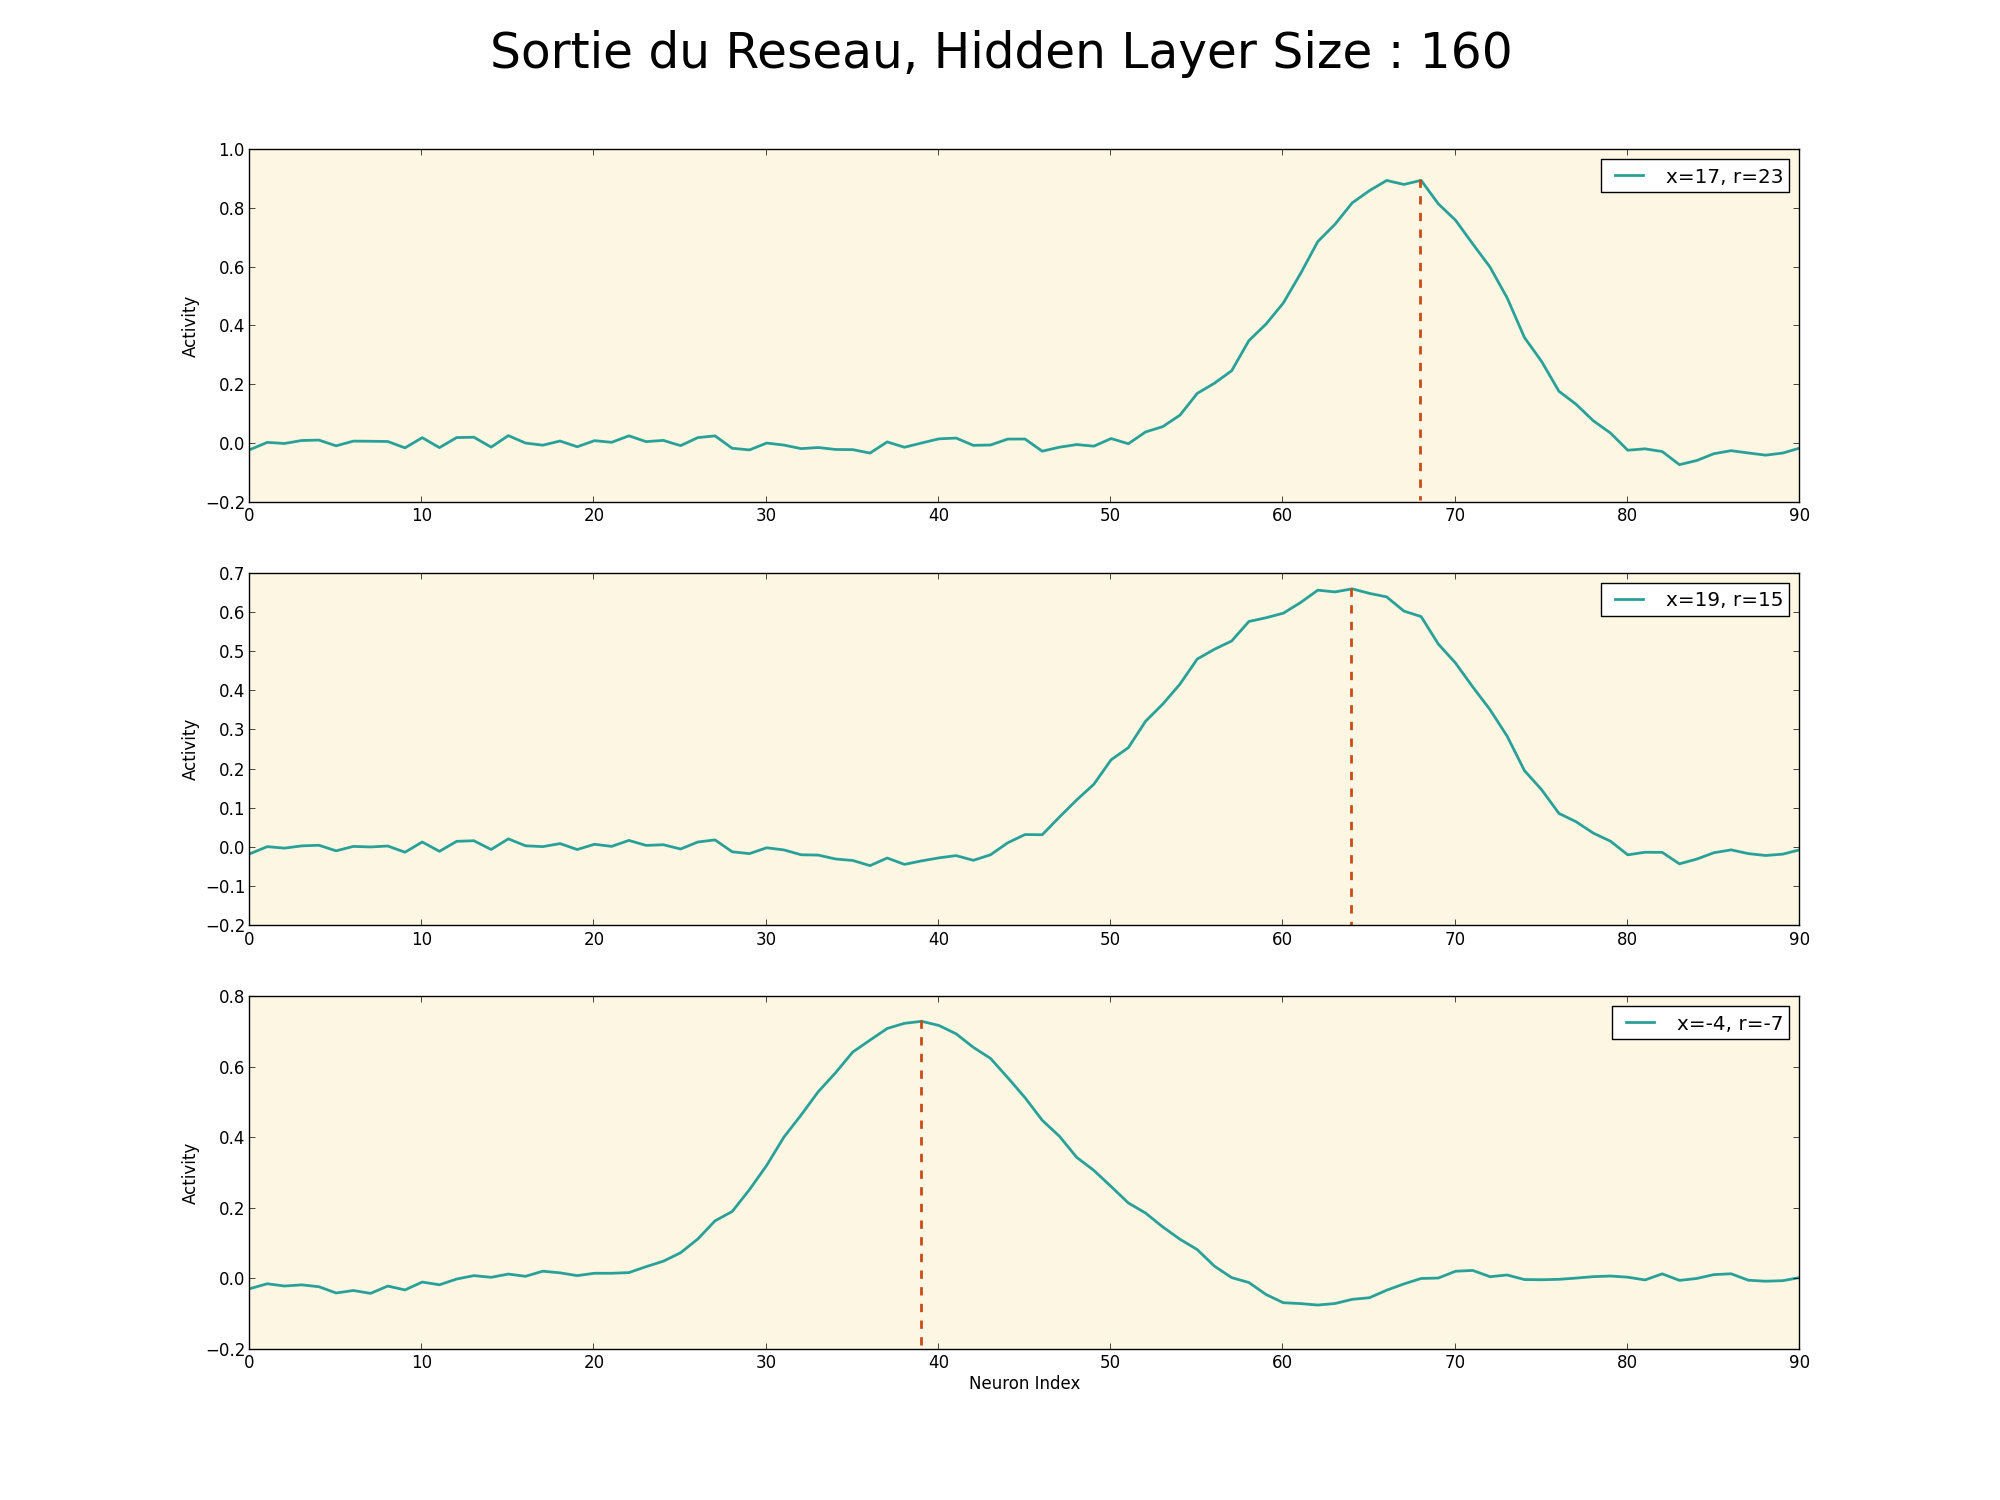 Sortie du Reseau, Hidden Layer Size : 160
1.0
0.8
0.6
0.4
0.2
0.0
−0.2
Activity
x=17, r=23
0 10 20 30 40 50 60 70 80 90
0.7
0.6
0.5
0.4
0.3
0.2
0.1
0.0
−0.1
−0.2
Activity
x=19, r=15
0 10 20 30 40 50 60 70 80 90
0.8
0.6
0.4
0.2
0.0
−0.2
Activity
x=-4, r=-7
0 10 20 30 40 50 60 70 80 90
Neuron Index